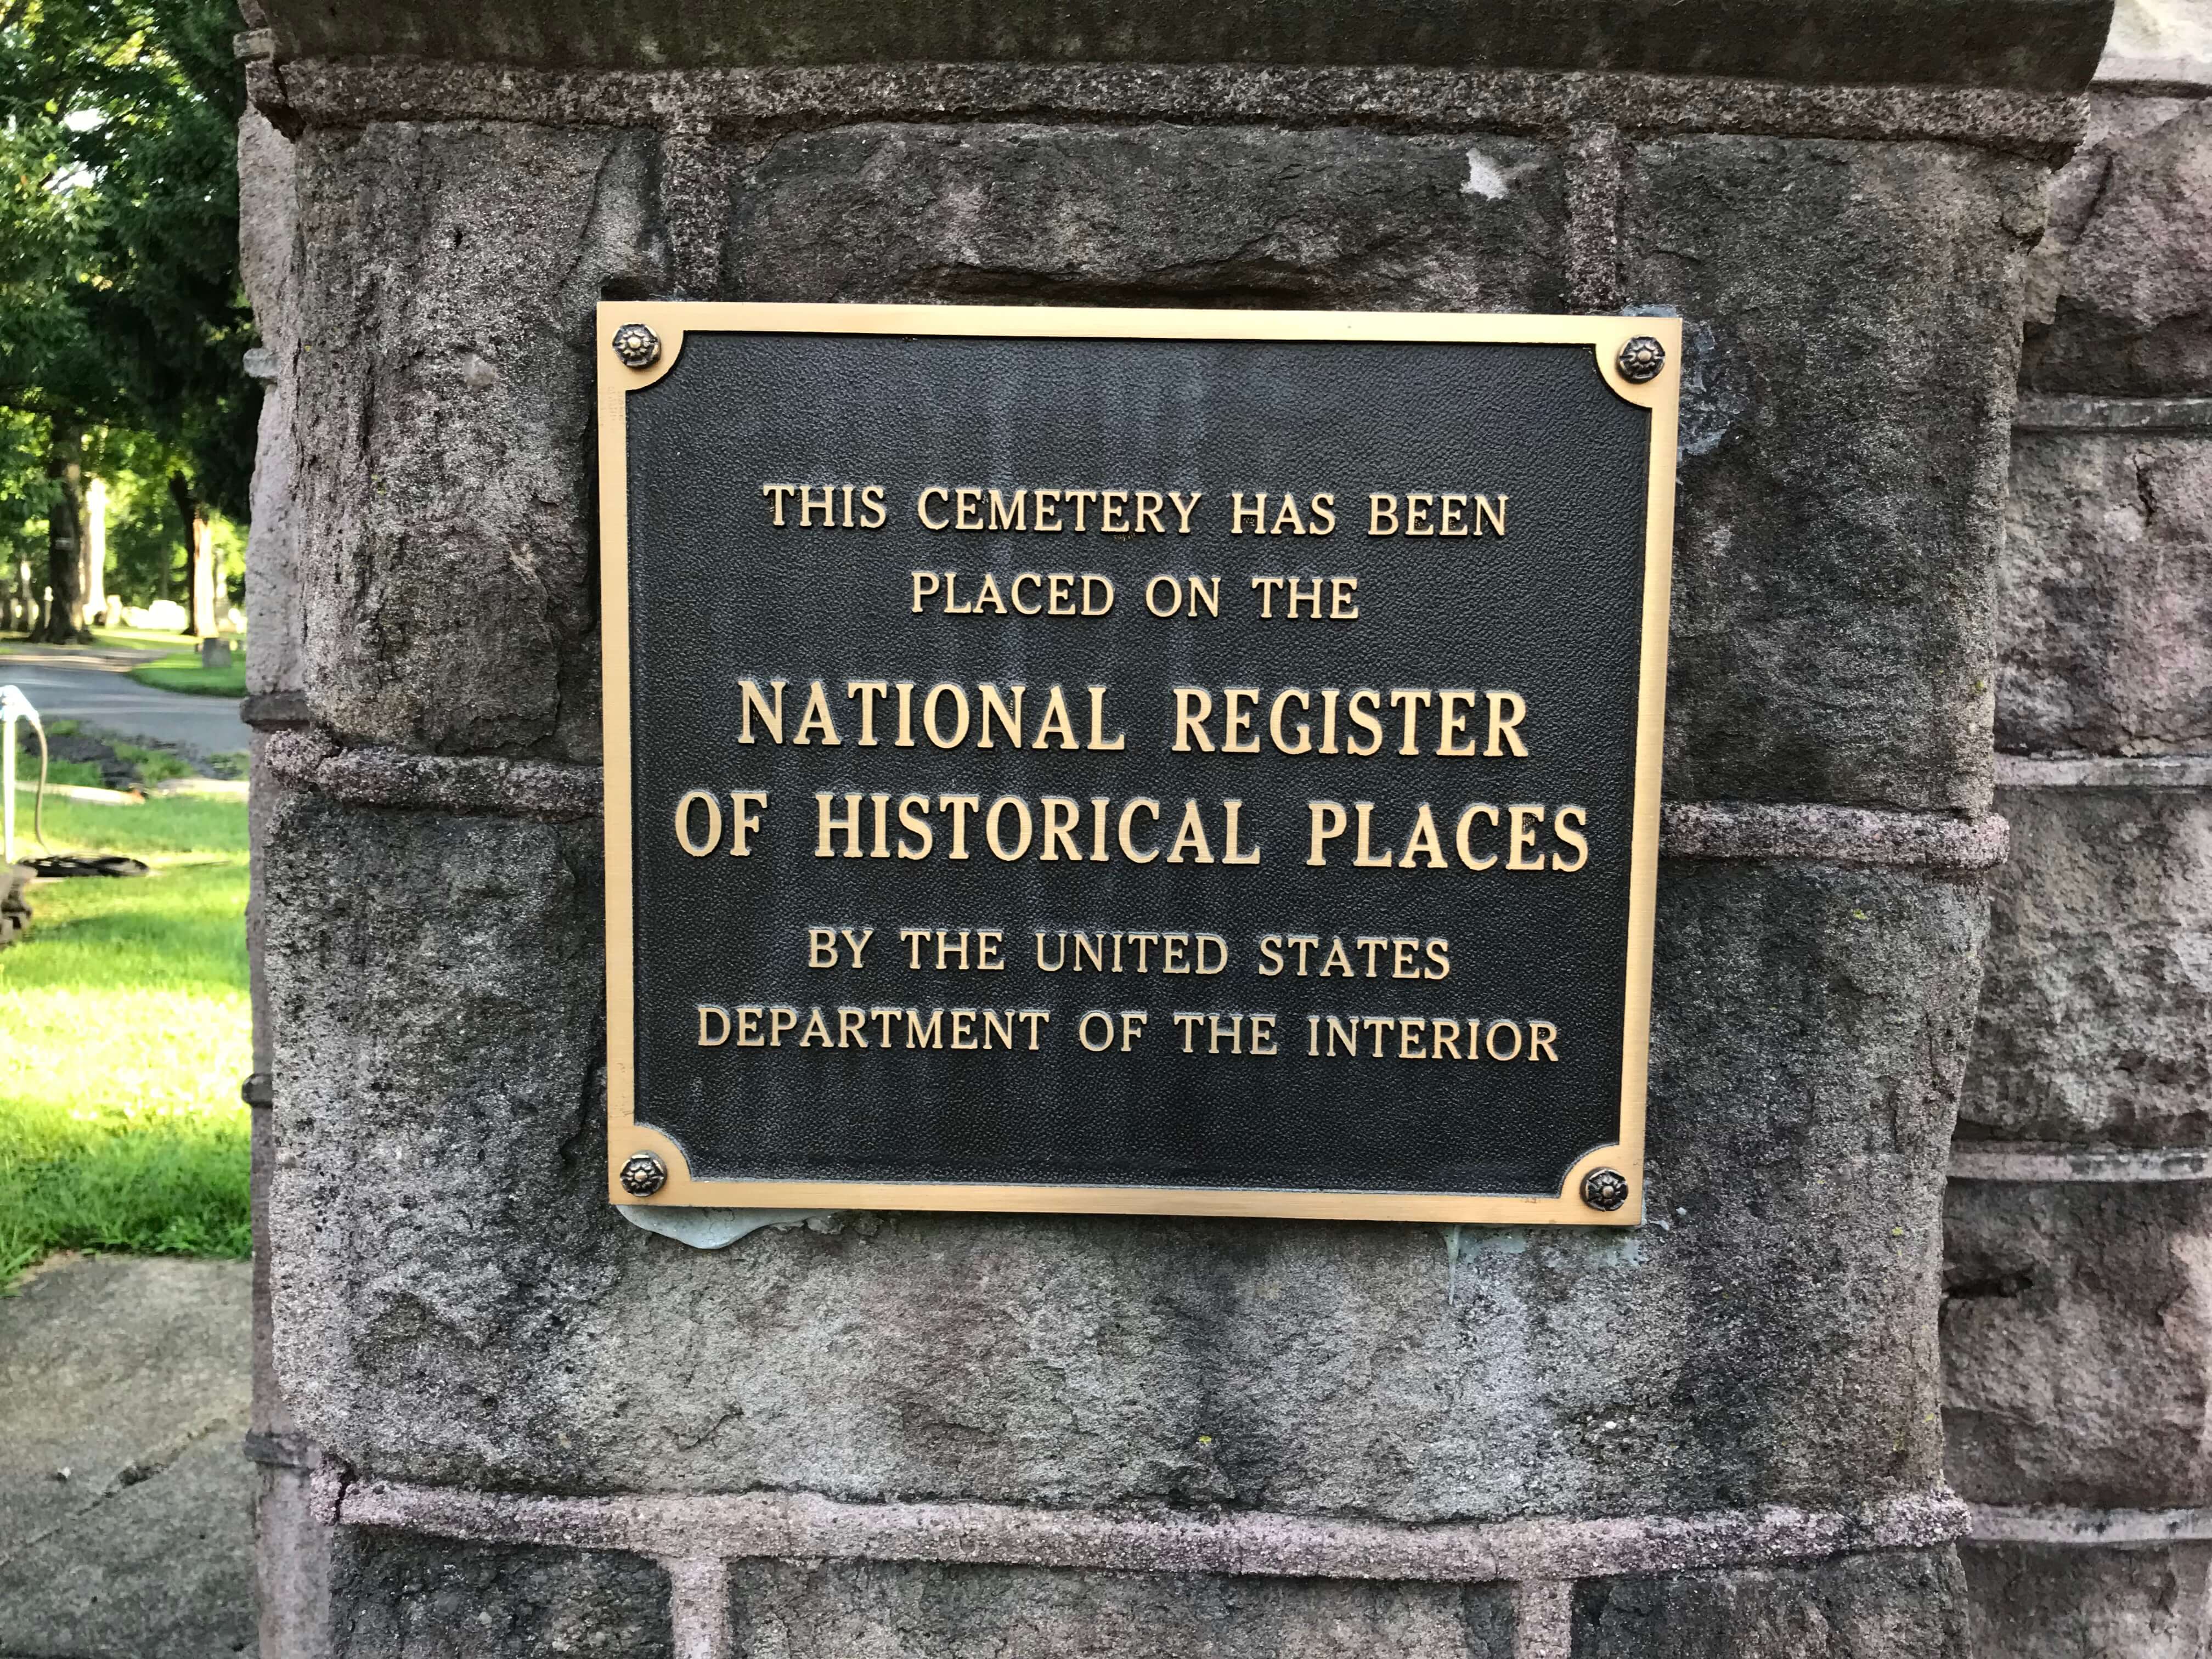 THIS CEMETERY HAS BEEN
PLACED ON THE
NATIONAL REGISTER
OF HISTORICAL PLACES
BY THE UNITED STATES
DEPARTMENT OF THE INTERIOR